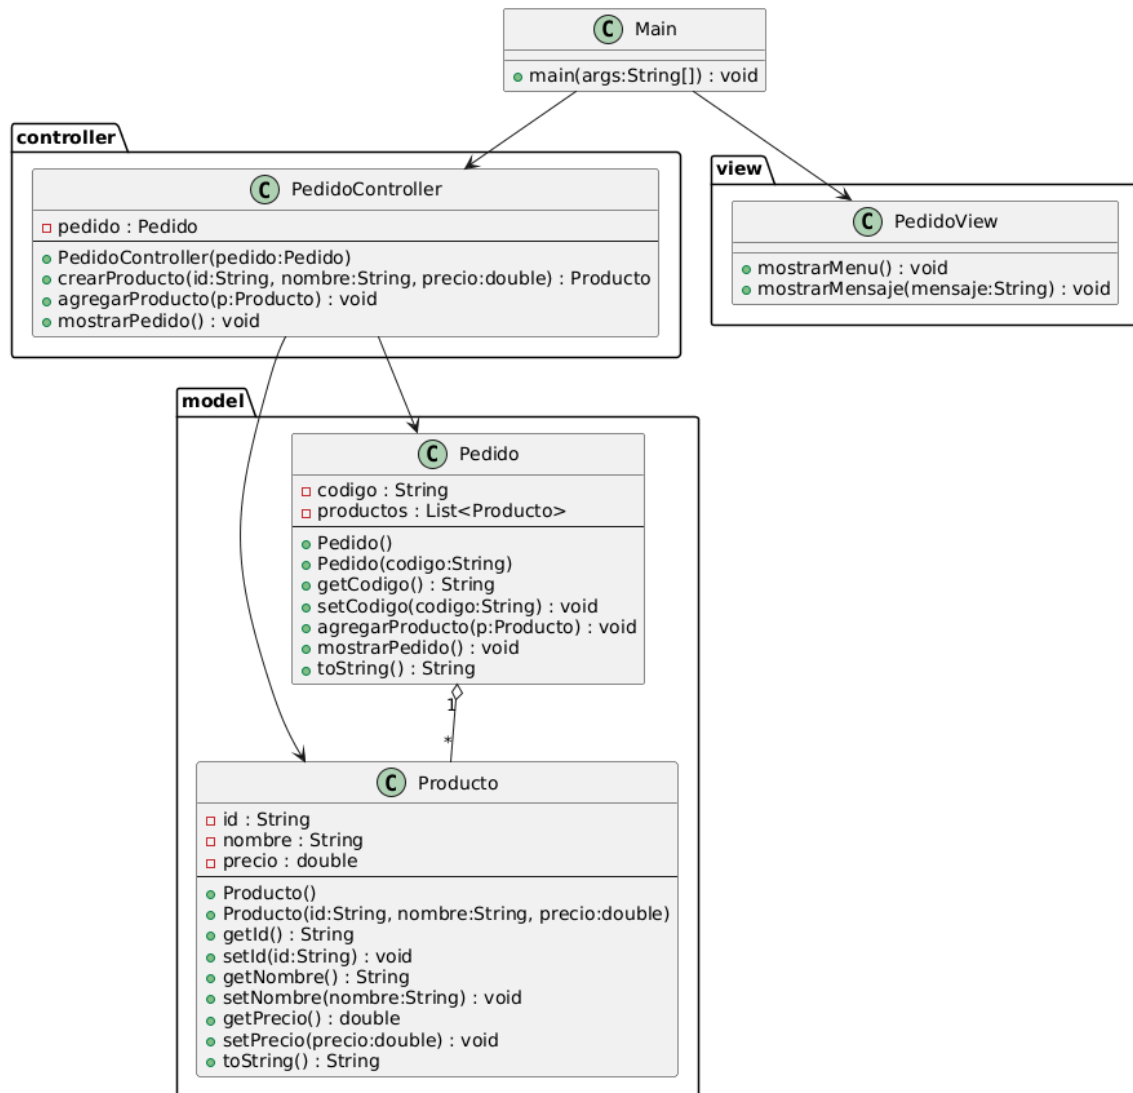 C Main
main(args:String[]) : void
controller
C PedidoController
pedido : Pedido
PedidoController(pedido:Pedido)
crearProducto(id:String, nombre:String, precio:double) : Producto
agregarProducto(p:Producto) : void
mostrarPedido() : void
view
C PedidoView
mostrarMenu() : void
mostrarMensaje(mensaje:String) : void
model
C Pedido
codigo : String
productos : List<Producto>
Pedido()
Pedido(codigo:String)
getCodigo() : String
setCodigo(codigo:String) : void
agregarProducto(p:Producto) : void
mostrarPedido() : void
toString() : String
1
*
C Producto
id : String
nombre : String
precio : double
Producto()
Producto(id:String, nombre:String, precio:double)
getId() : String
setId(id:String) : void
getNombre() : String
setNombre(nombre:String) : void
getPrecio() : double
setPrecio(precio:double) : void
toString() : String